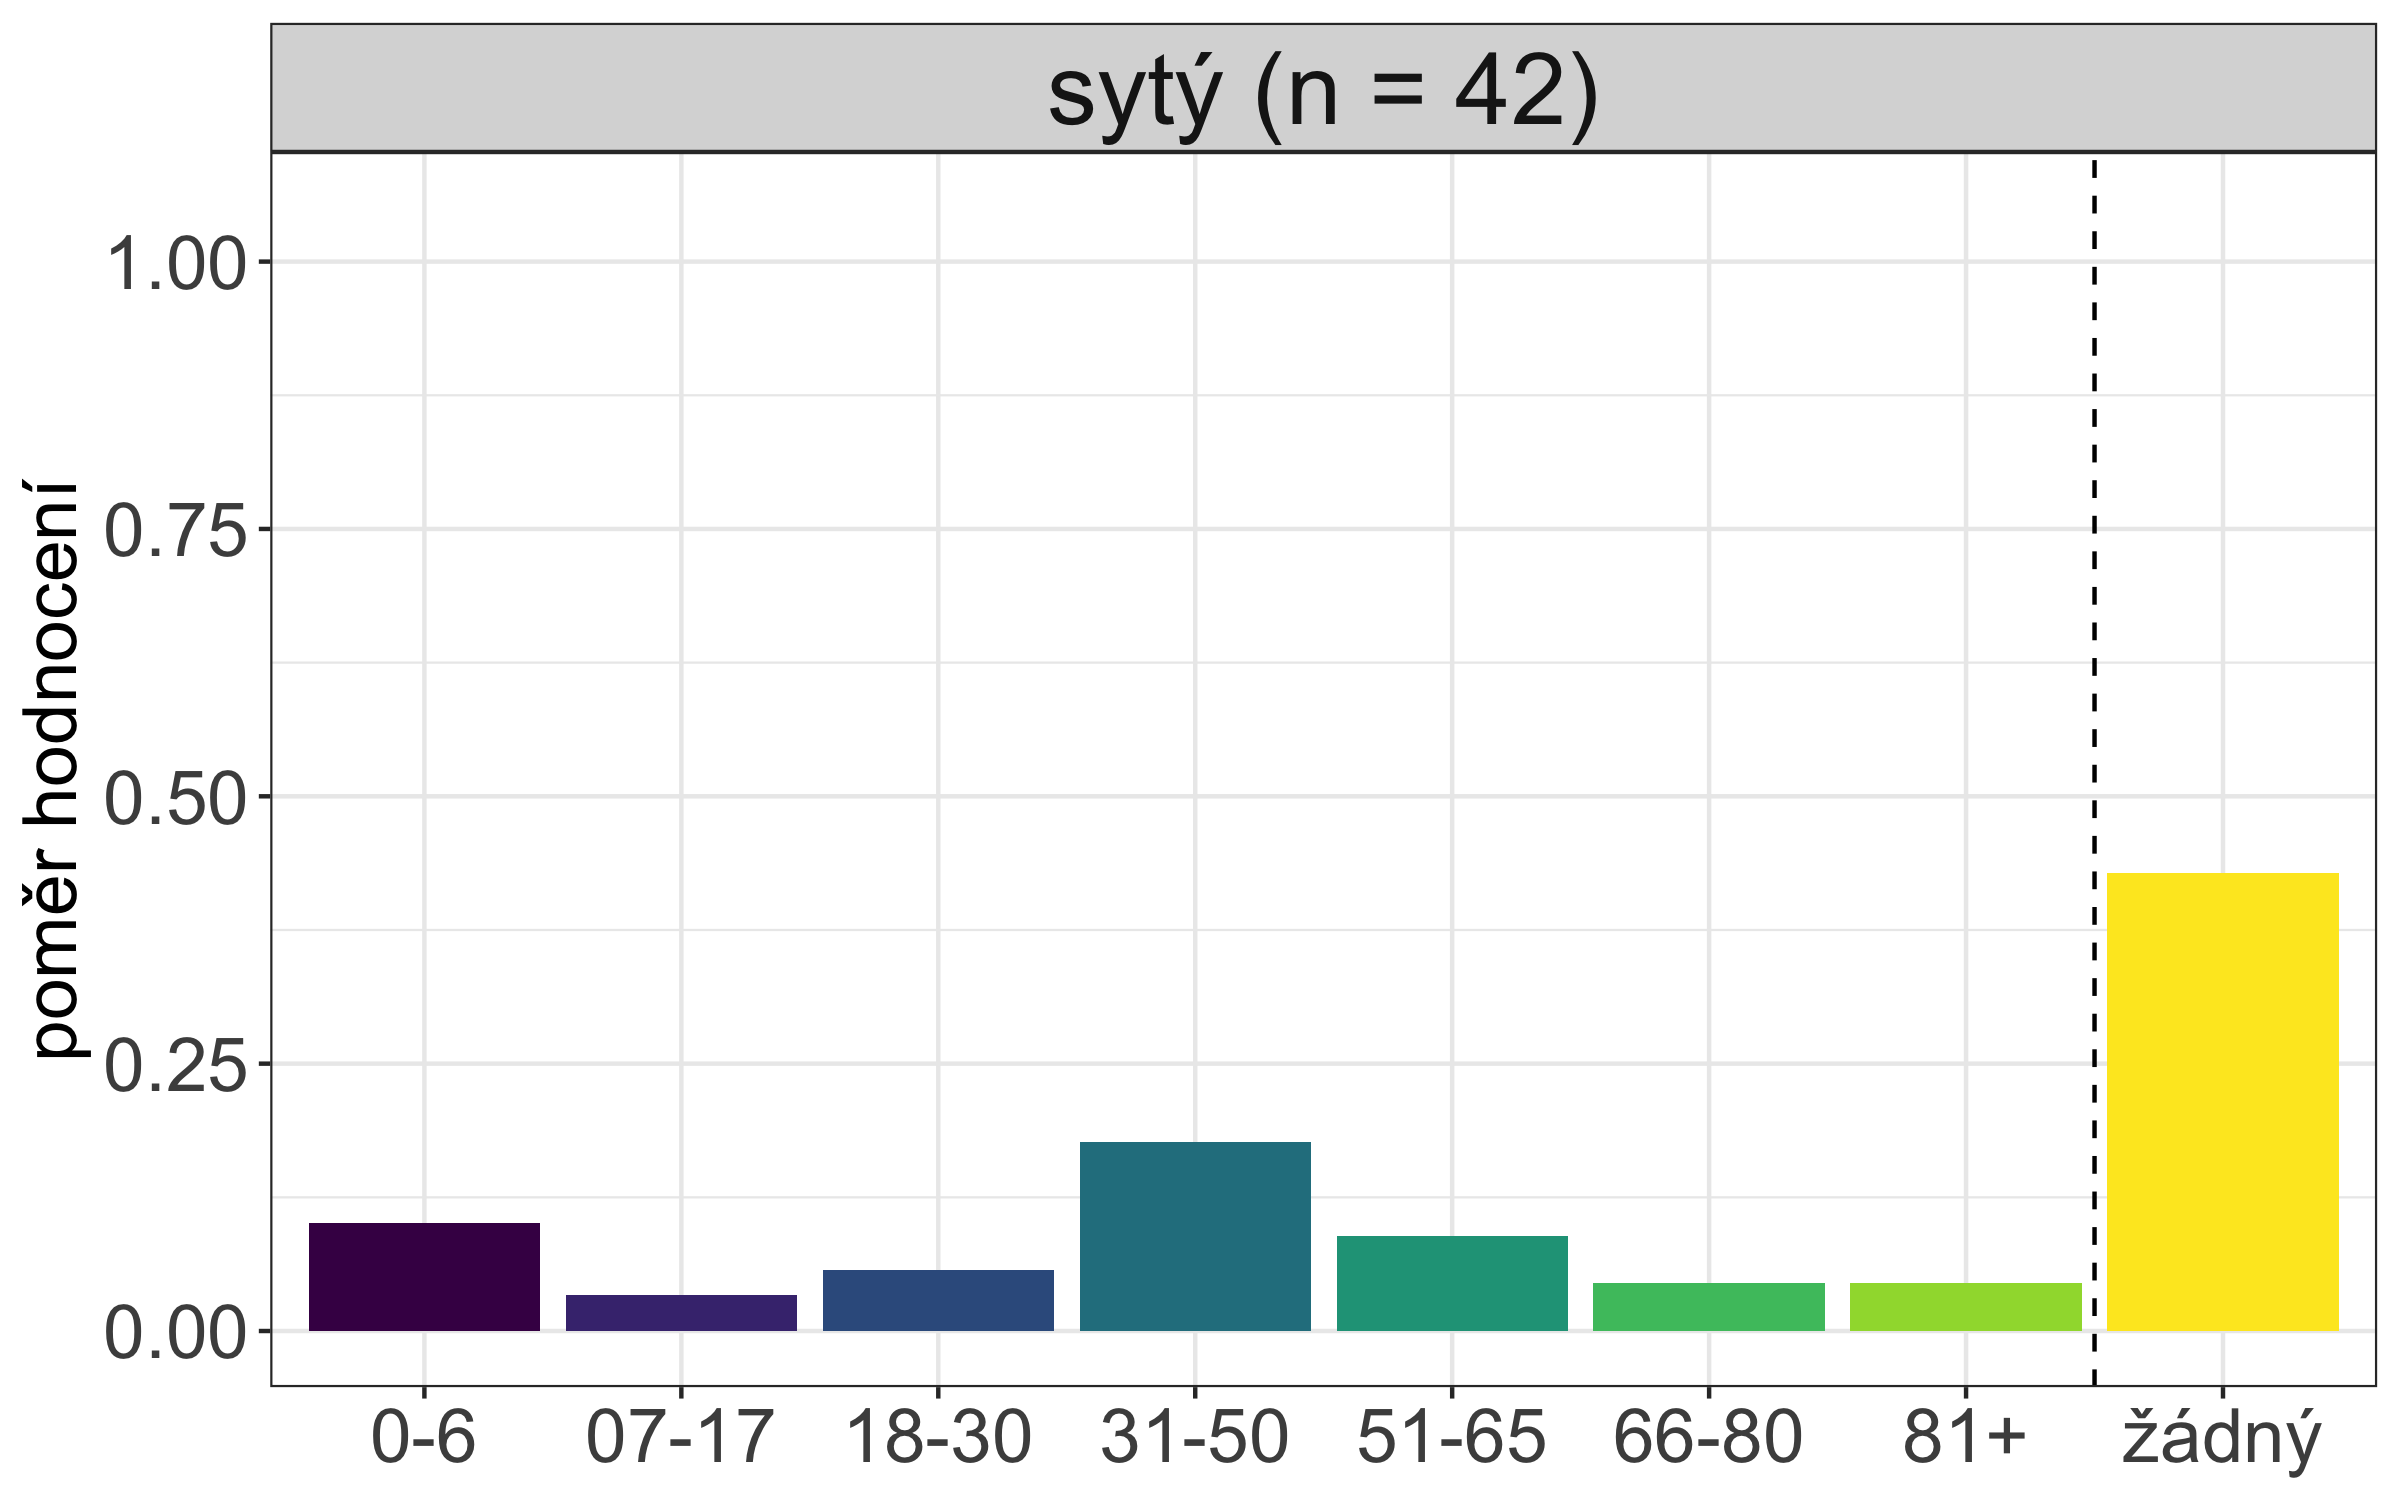 sytý (n = 42)
poměr hodnocení
1.00
0.75
0.50
0.25
0.00
0-6 07-17 18-30 31-50 51-65 66-80 81+ žádný